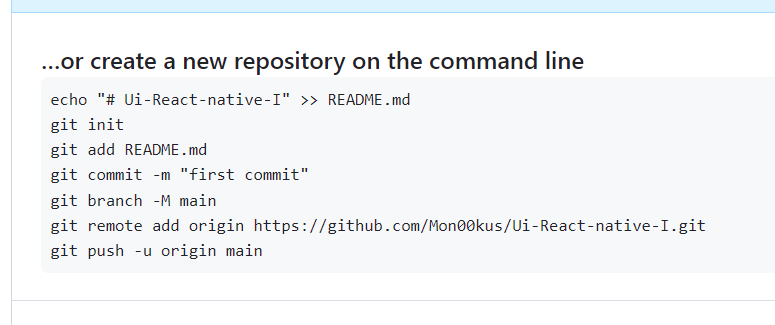 ...or create a new repository on the command line
echo "# Ui-React-native-I" >> README.md
git init
git add README.md
git commit -m "first commit"
git branch -M main
git remote add origin https://github.com/Mon00kus/Ui-React-native-I.git
git push -u origin main